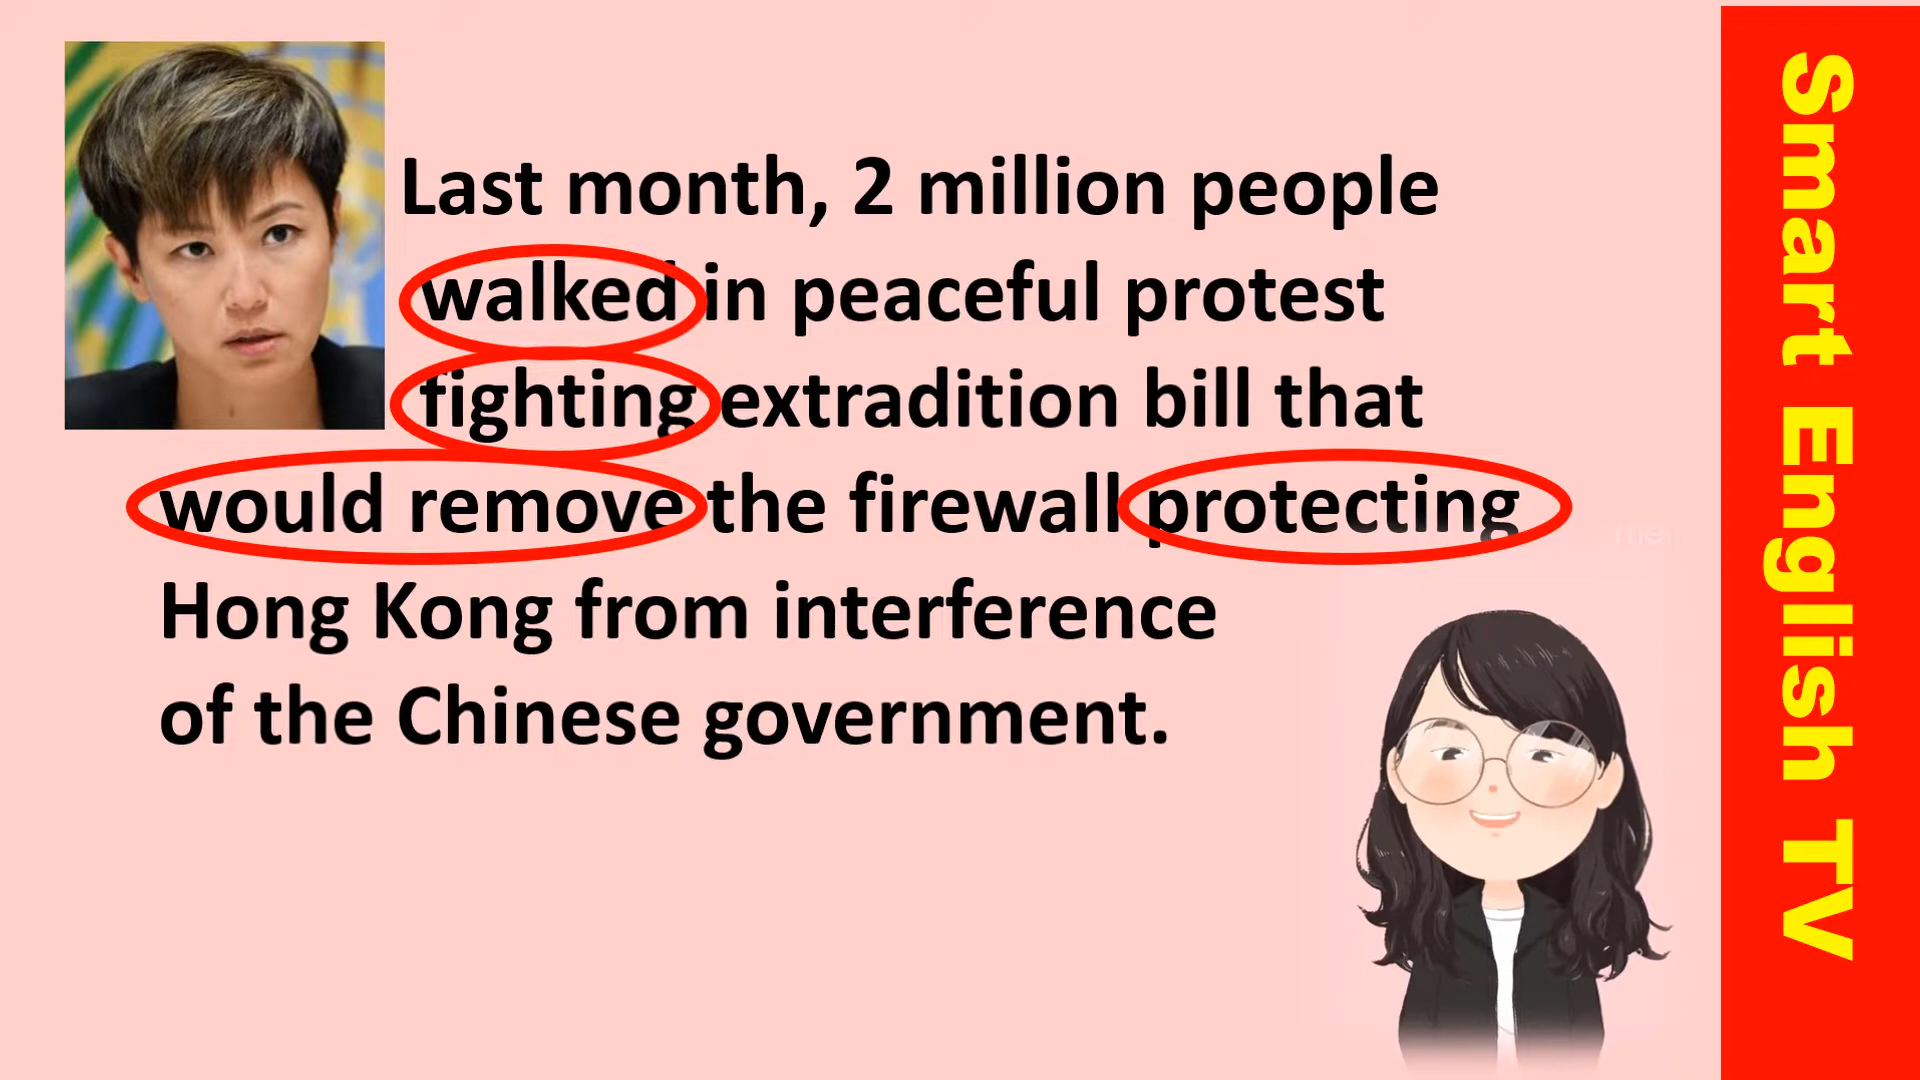 Last month, 2 million people
walked in peaceful protest
fighting extradition bill that
would remove the firewall protecting
Hong Kong from interference
of the Chinese government.
Smart English TV